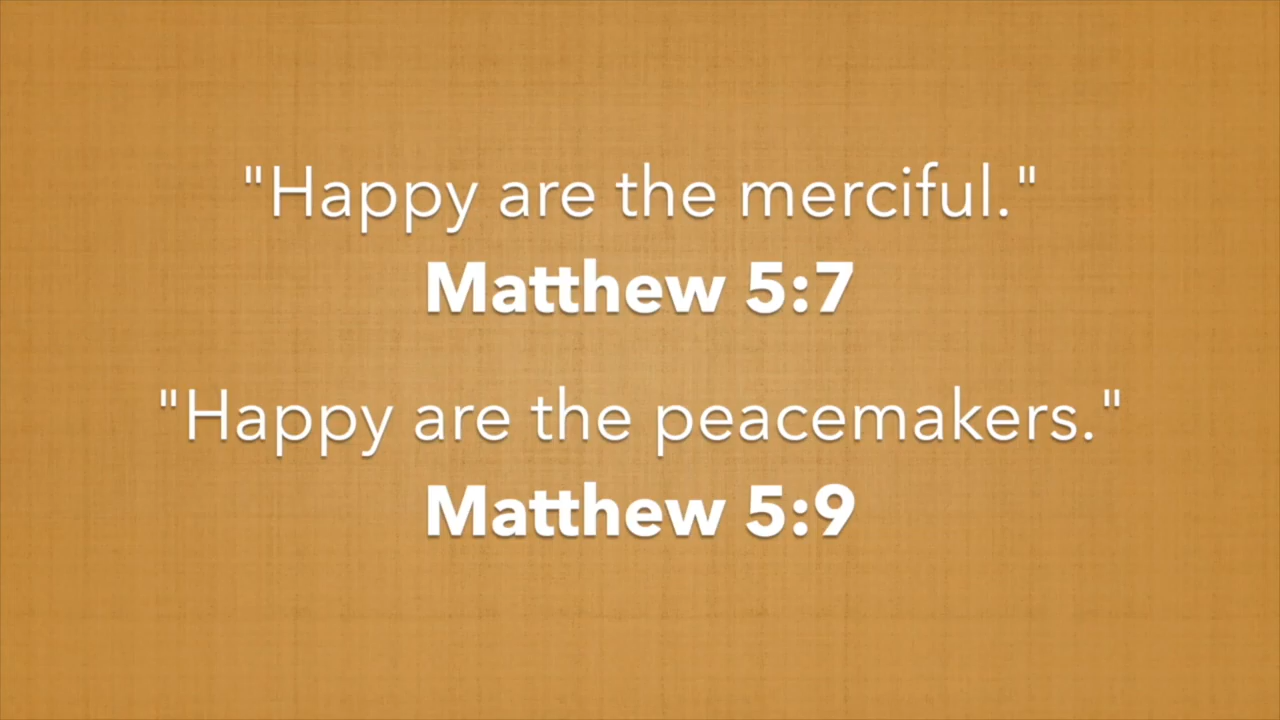 "Happy are the merciful."
Matthew 5:7
"Happy are the peacemakers."
Matthew 5:9